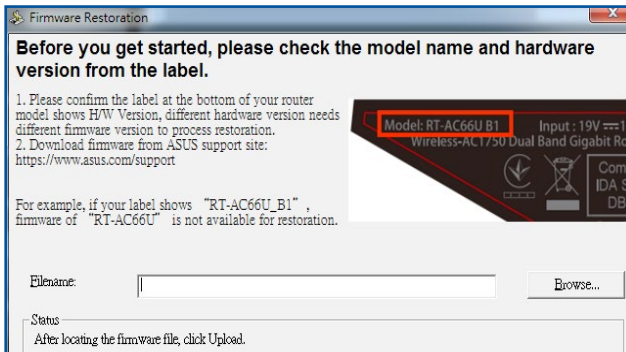 Firmware Restoration
Before you get started, please check the model name and hardware
version from the label.
1. Please confirm the label at the bottom of your router
model shows H/W Version, different hardware version needs
different firmware version to process restoration.
2. Download firmware from ASUS support site:
https://www.asus.com/support
For example, if your label shows “RT-AC66U_B1”,
firmware of “RT-AC66U” is not available for restoration.
Model: RT-AC66U B1 Input : 19V
Wireless-AC1750 Dual Band Gigabit
Com
IDA
DB
Filename:
Browse...
Status
After locating the firmware file, click Upload.